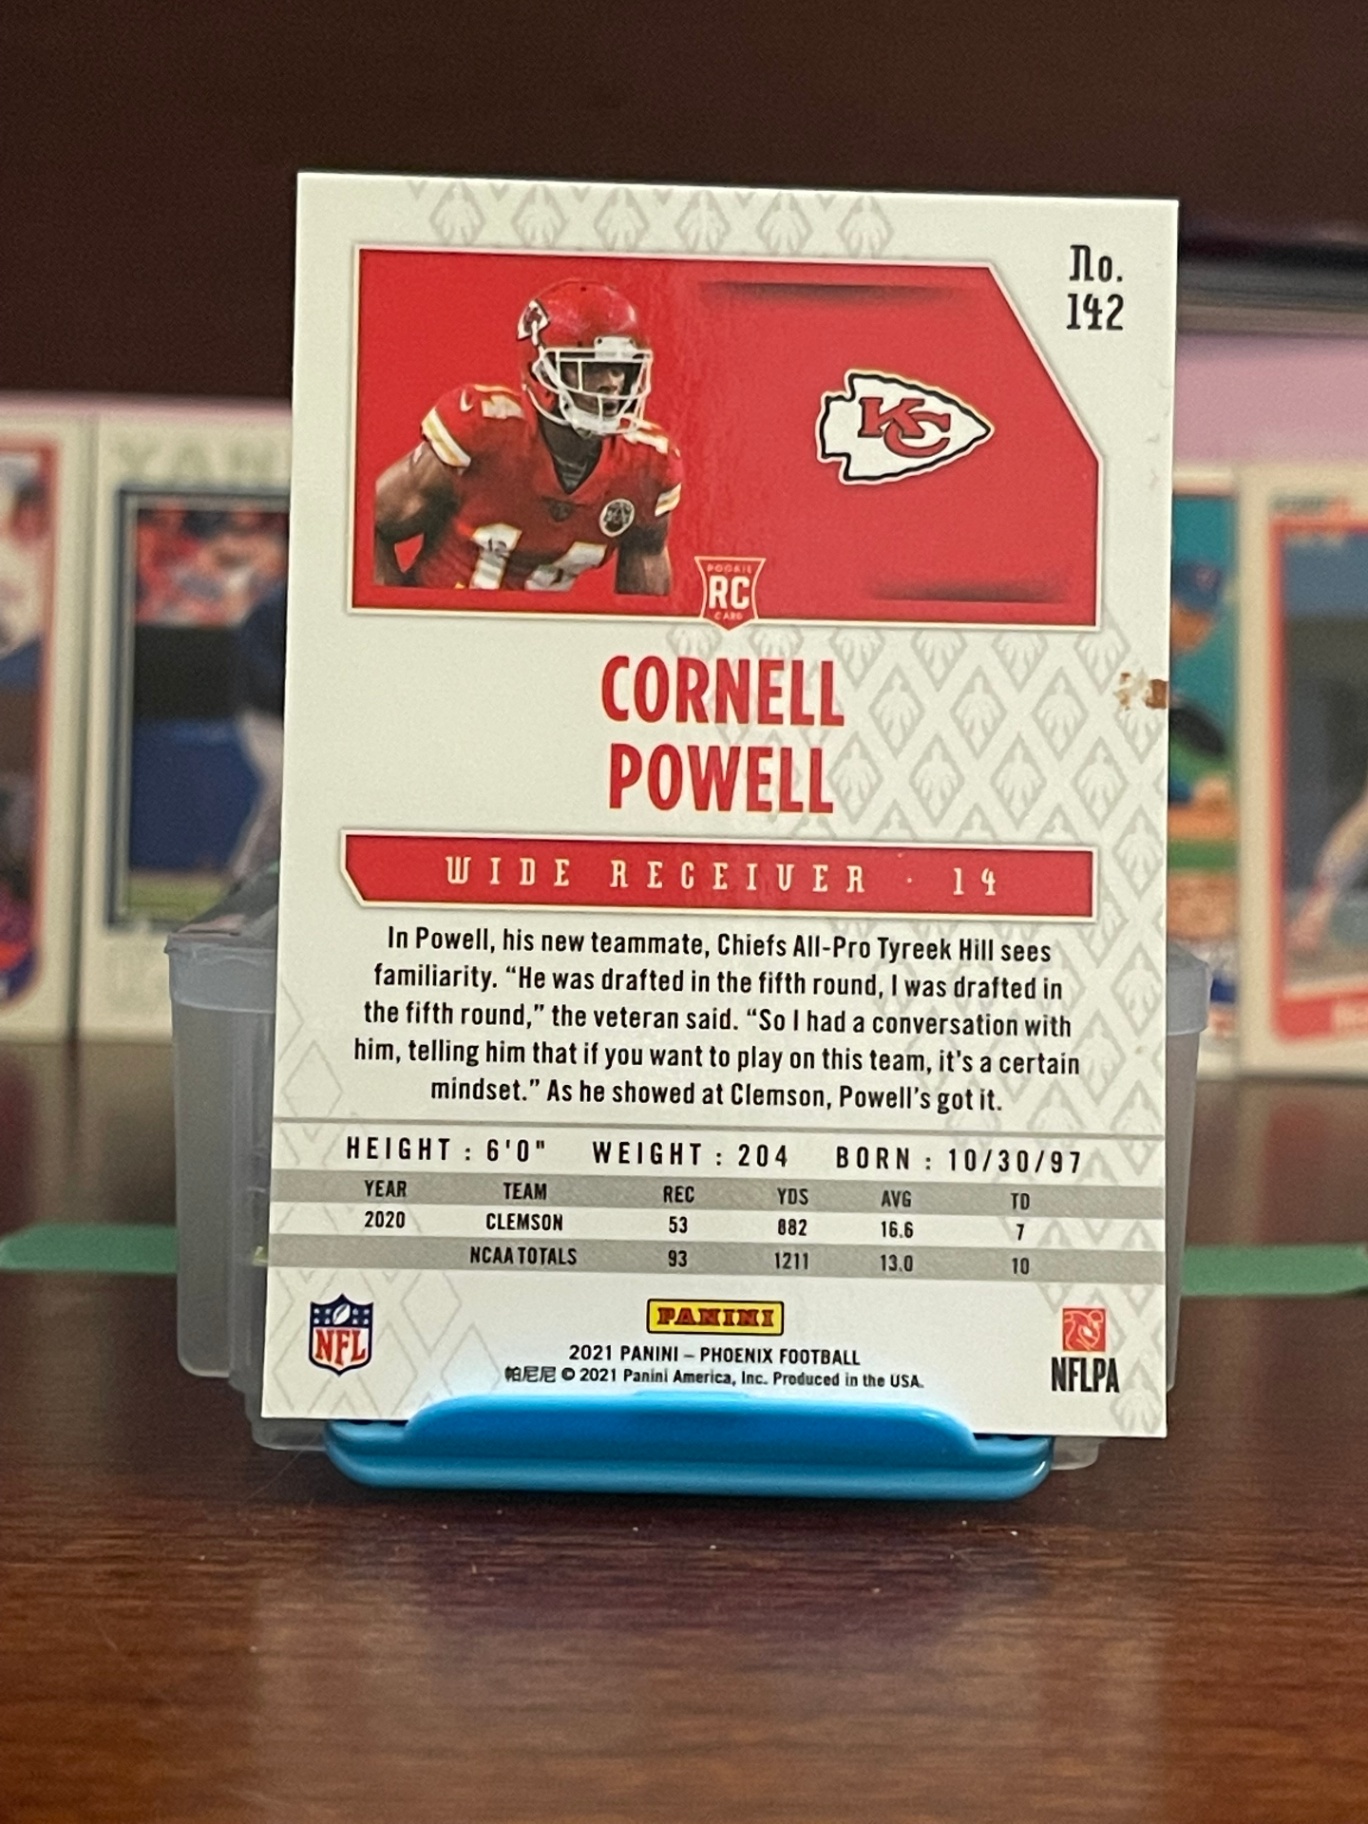 No.
142
KC
14
ROOKIE
RC
CARD
CORNELL
POWELL
WIDE RECEIVER · 14
In Powell, his new teammate, Chiefs All-Pro Tyreek Hill sees
familiarity. “He was drafted in the fifth round, I was drafted in
the fifth round,” the veteran said. “So I had a conversation with
him, telling him that if you want to play on this team, it’s a certain
mindset.” As he showed at Clemson, Powell’s got it.
HEIGHT : 6'0" WEIGHT : 204 BORN : 10/30/97
YEAR TEAM REC YDS AVG TD
2020 CLEMSON 53 882 16.6 7
NCAA TOTALS 93 1211 13.0 10
NFL
PANINI
NFLPA
2021 PANINI – PHOENIX FOOTBALL
帕尼尼 © 2021 Panini America, Inc. Produced in the USA.